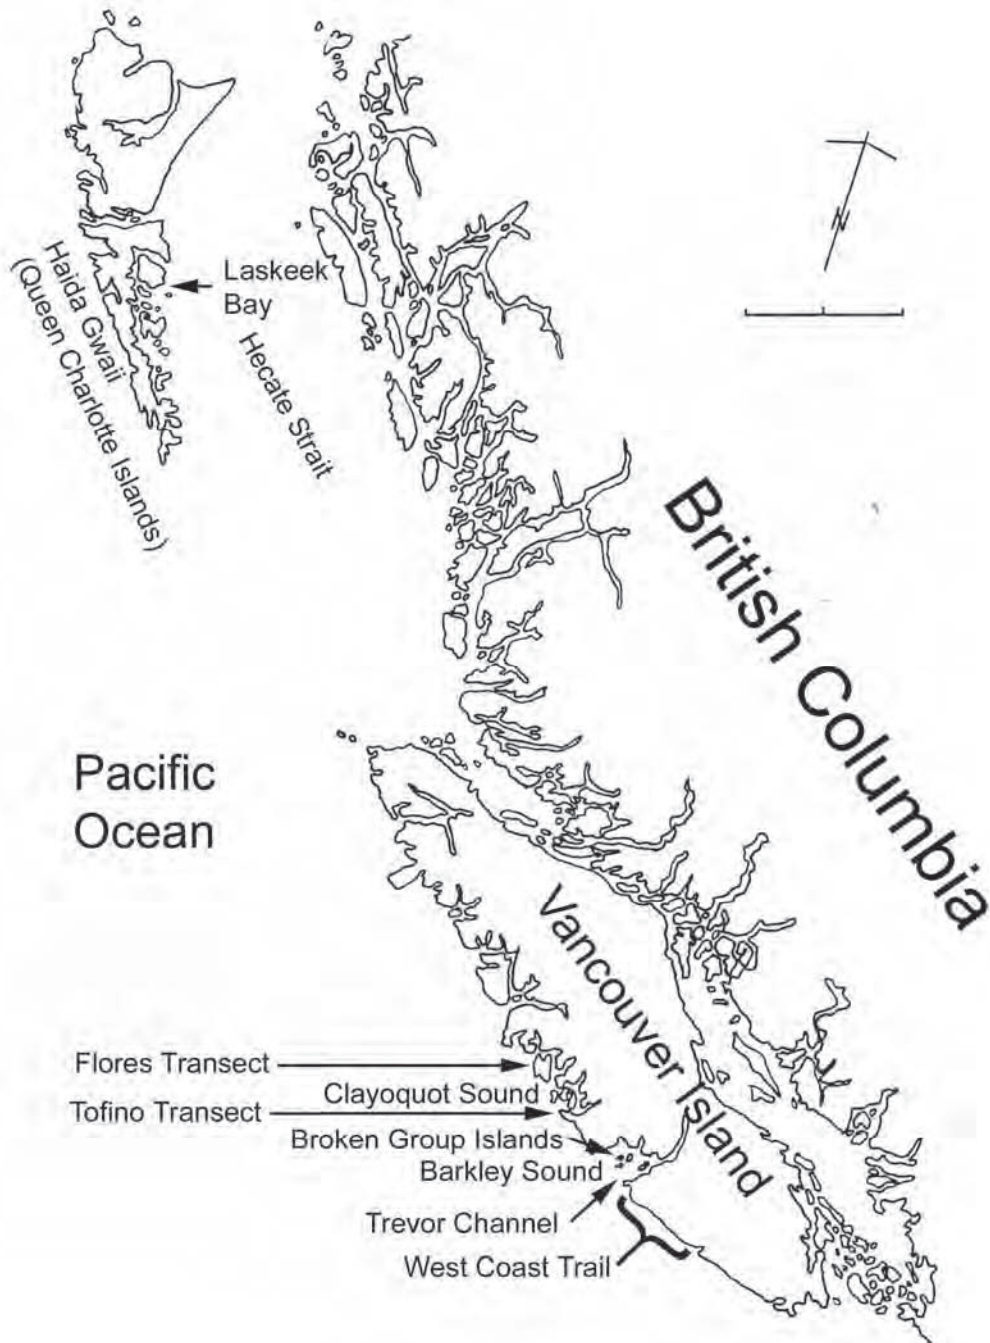 Laskeek
Bay
Haida Gwaii
(Queen Charlotte Islands)
Hecate Strait
N
British Columbia
Pacific
Ocean
Vancouver Island
Flores Transect
Clayoquot Sound
Tofino Transect
Broken Group Islands
Barkley Sound
Trevor Channel
West Coast Trail